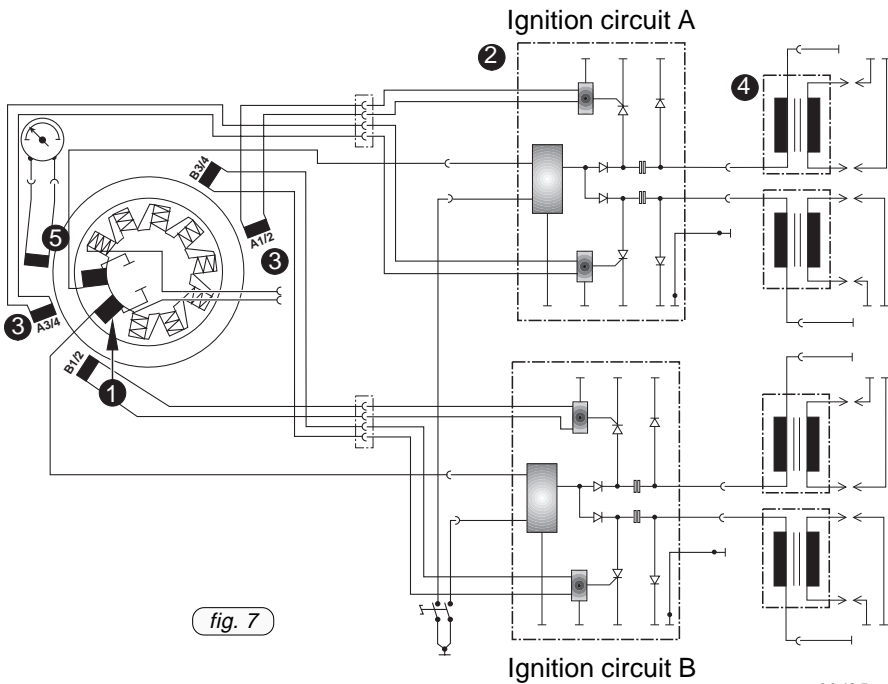 Ignition circuit A
2
4
B3/4
A1/2
5
3
3
A3/4
B1/2
1
fig. 7
Ignition circuit B